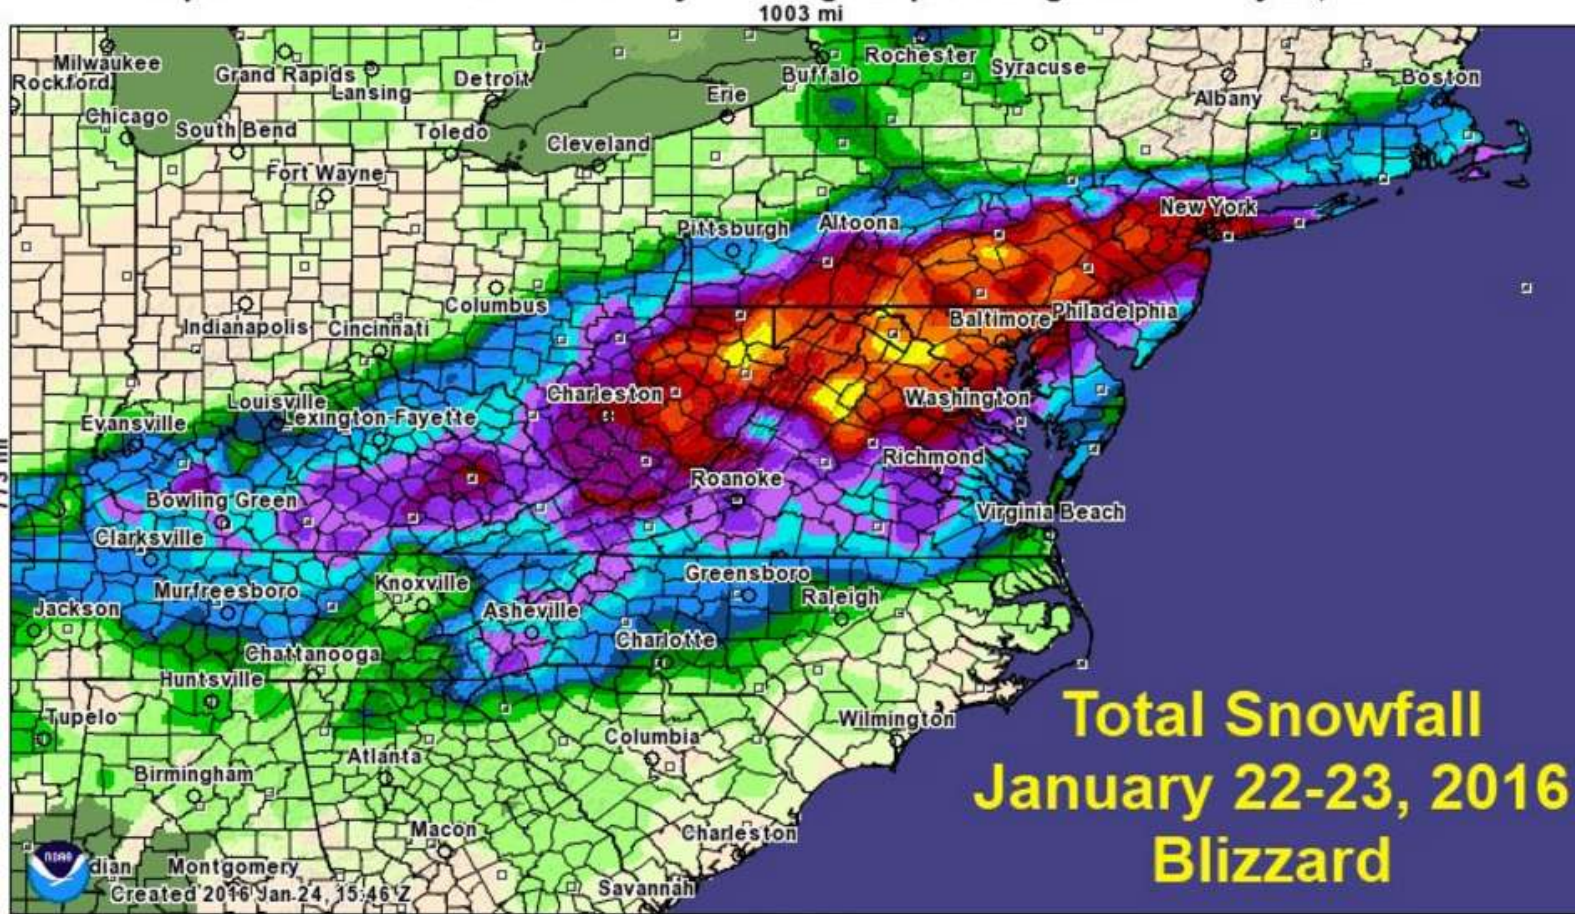 1003 mi
Milwaukee
Rockford
Grand Rapids
Lansing
Detroit
Buffalo
Rochester
Syracuse
Boston
Albany
Erie
Chicago
South Bend
Toledo
Cleveland
Fort Wayne
New York
Pittsburgh
Altoona
Columbus
Indianapolis
Cincinnati
Baltimore
Philadelphia
Charleston
Washington
Louisville
Lexington-Fayette
Evansville
Richmond
Roanoke
Bowling Green
Virginia Beach
Clarksville
Greensboro
Knoxville
Murfreesboro
Raleigh
Jackson
Asheville
Charlotte
Chattanooga
Huntsville
Tupelo
Wilmington
Columbia
Atlanta
Birmingham
Macon
Charleston
Montgomery
Savannah
dian
NOAA
Created 2016 Jan 24, 15:46 Z
Total Snowfall
January 22-23, 2016
Blizzard